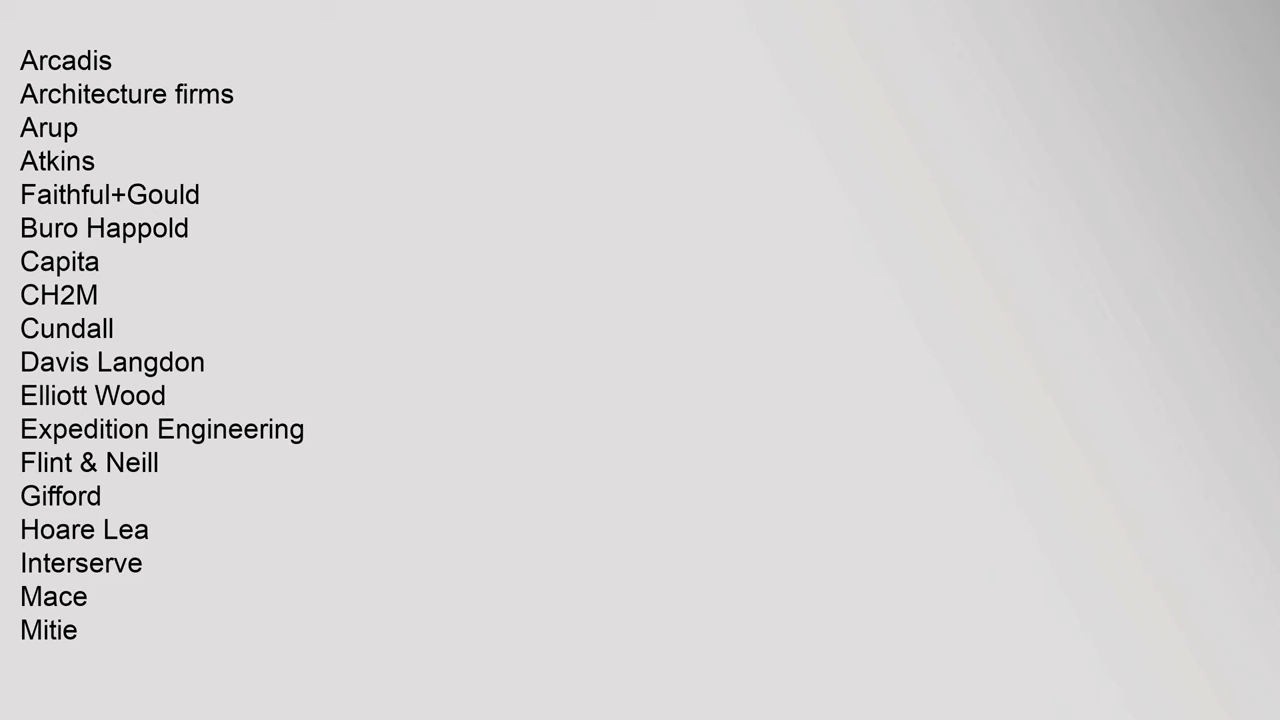 Arcadis
Architecture firms
Arup
Atkins
Faithful+Gould
Buro Happold
Capita
CH2M
Cundall
Davis Langdon
Elliott Wood
Expedition Engineering
Flint & Neill
Gifford
Hoare Lea
Interserve
Mace
Mitie